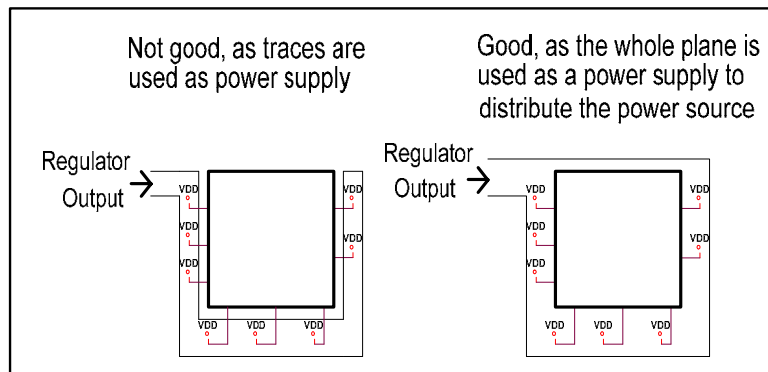 Not good, as traces are
used as power supply
Regulator
Output
VDD
VDD
VDD
VDD
VDD
VDD
VDD
VDD
Good, as the whole plane is
used as a power supply to
distribute the power source
Regulator
Output
VDD
VDD
VDD
VDD
VDD
VDD
VDD
VDD